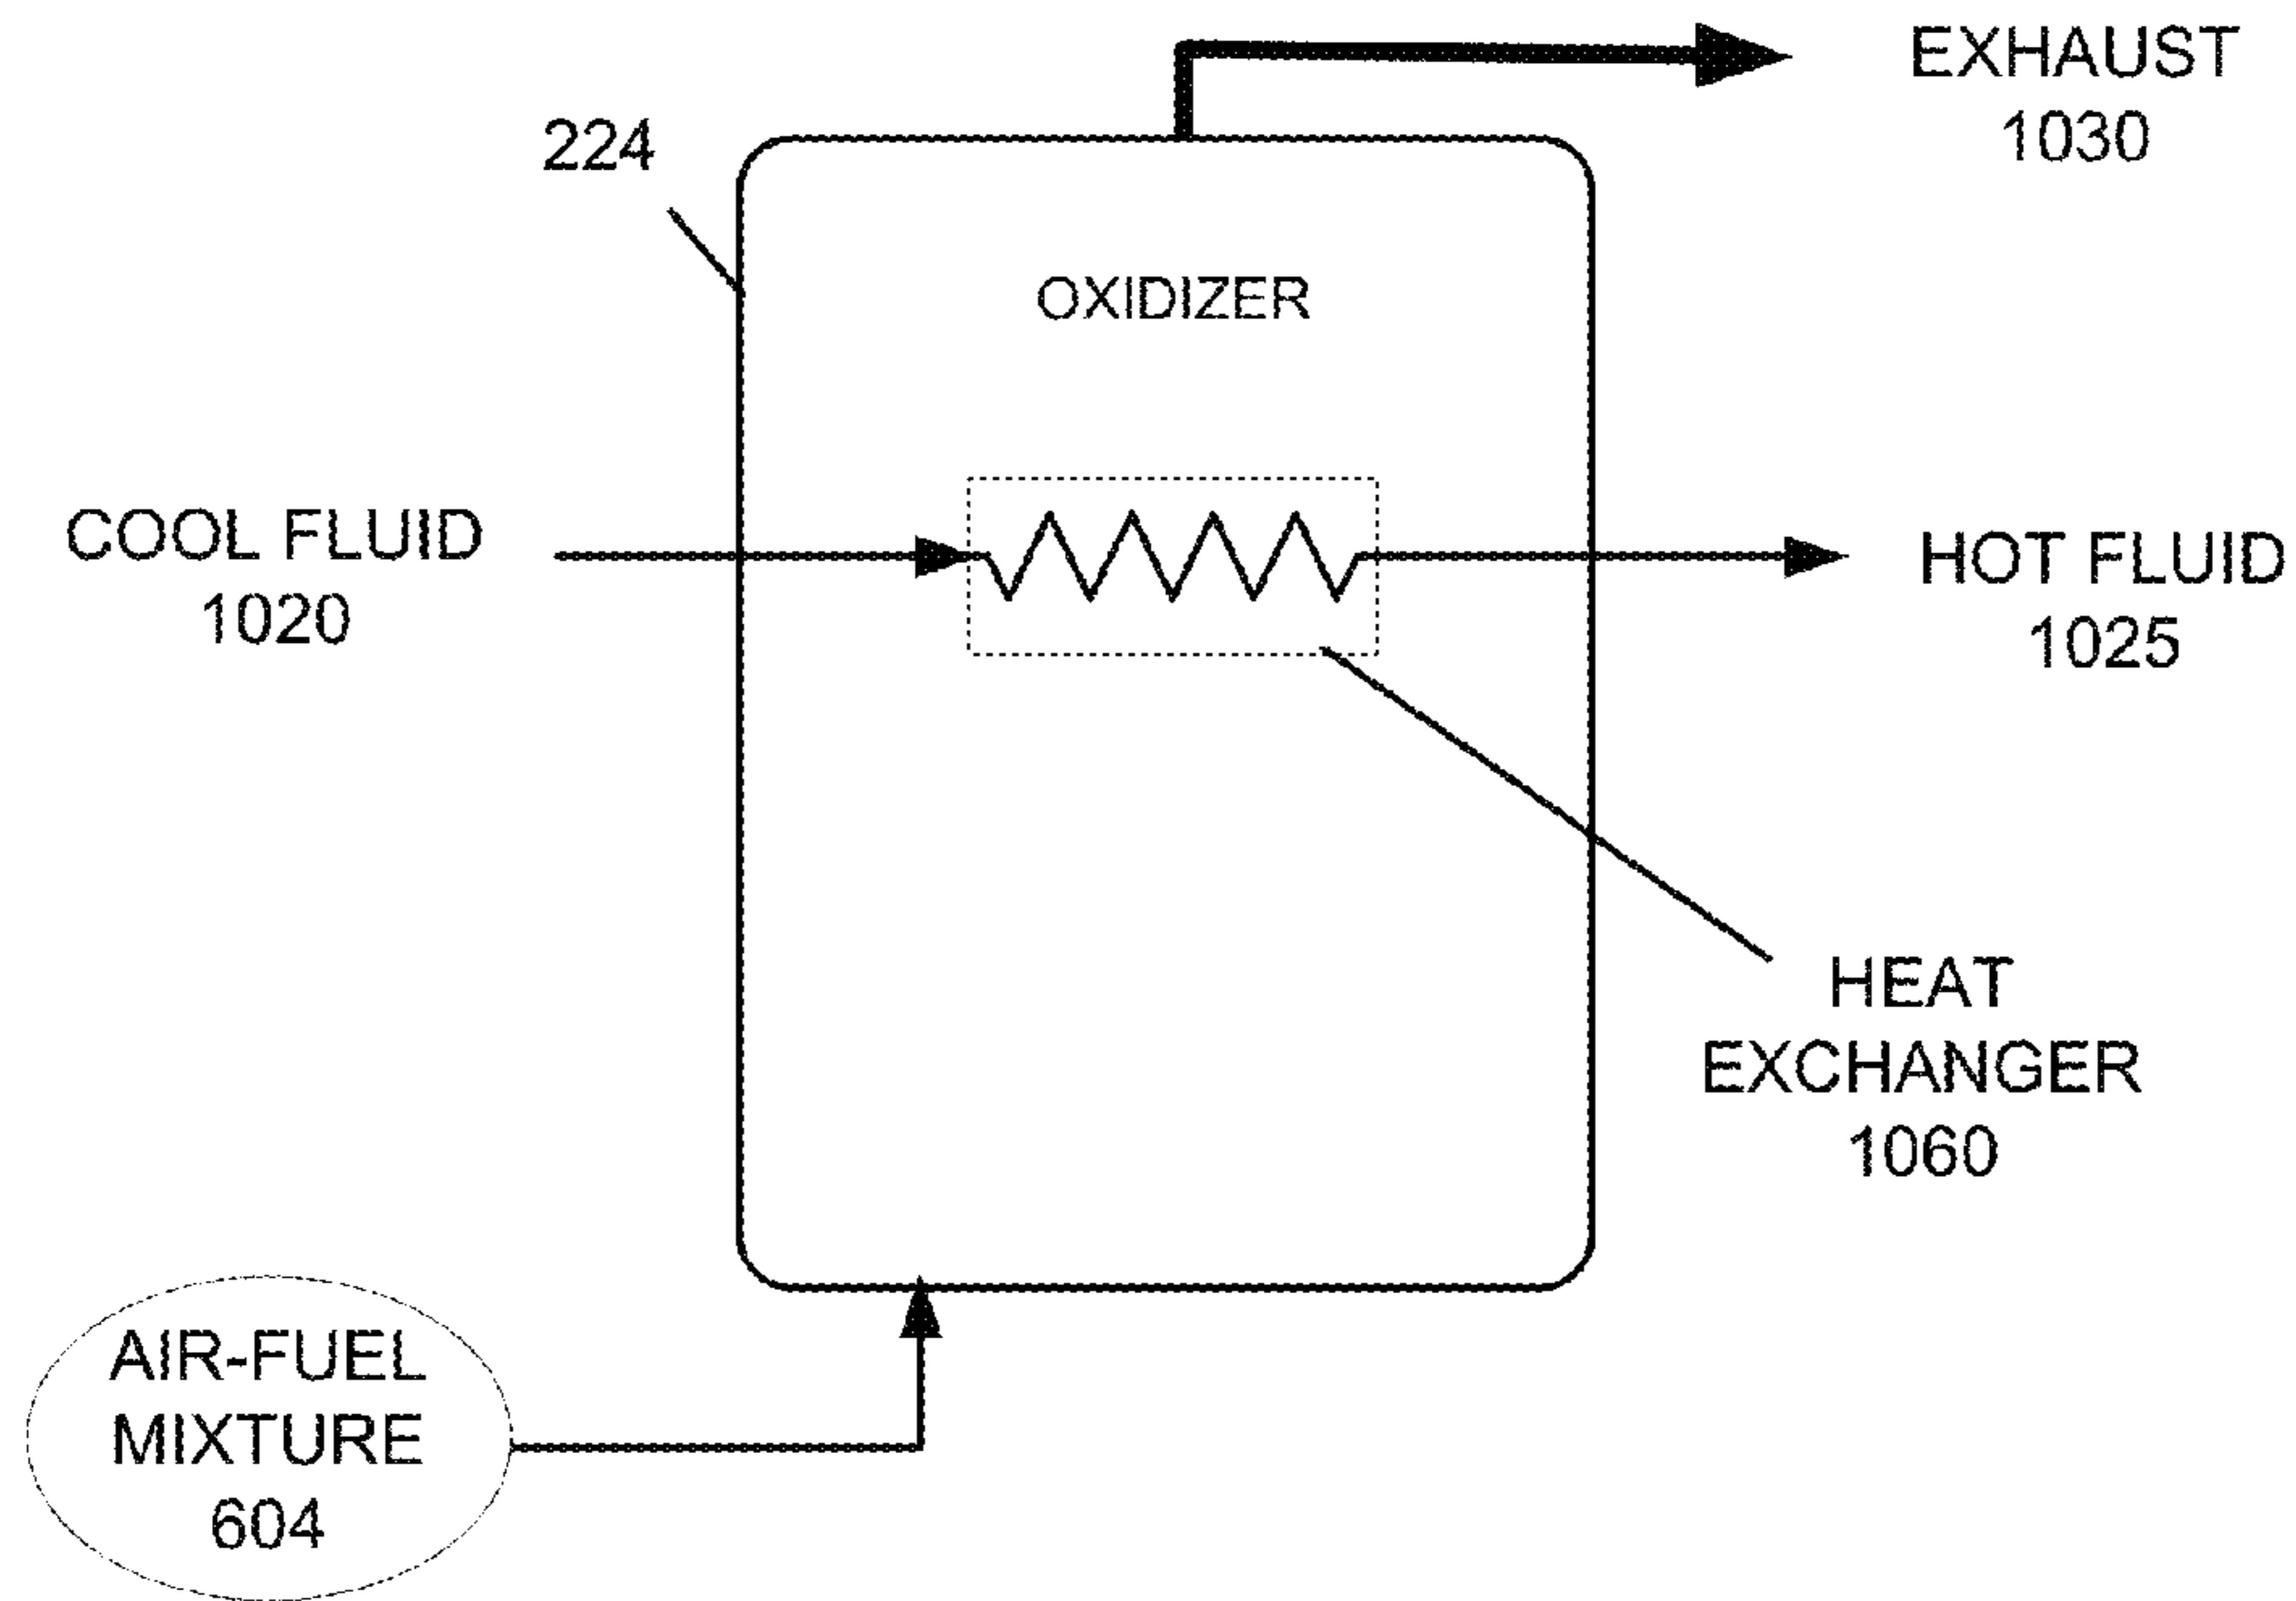 EXHAUST
1030
224
OXIDIZER
COOL FLUID
1020
HOT FLUID
1025
HEAT
EXCHANGER
1060
AIR-FUEL
MIXTURE
604